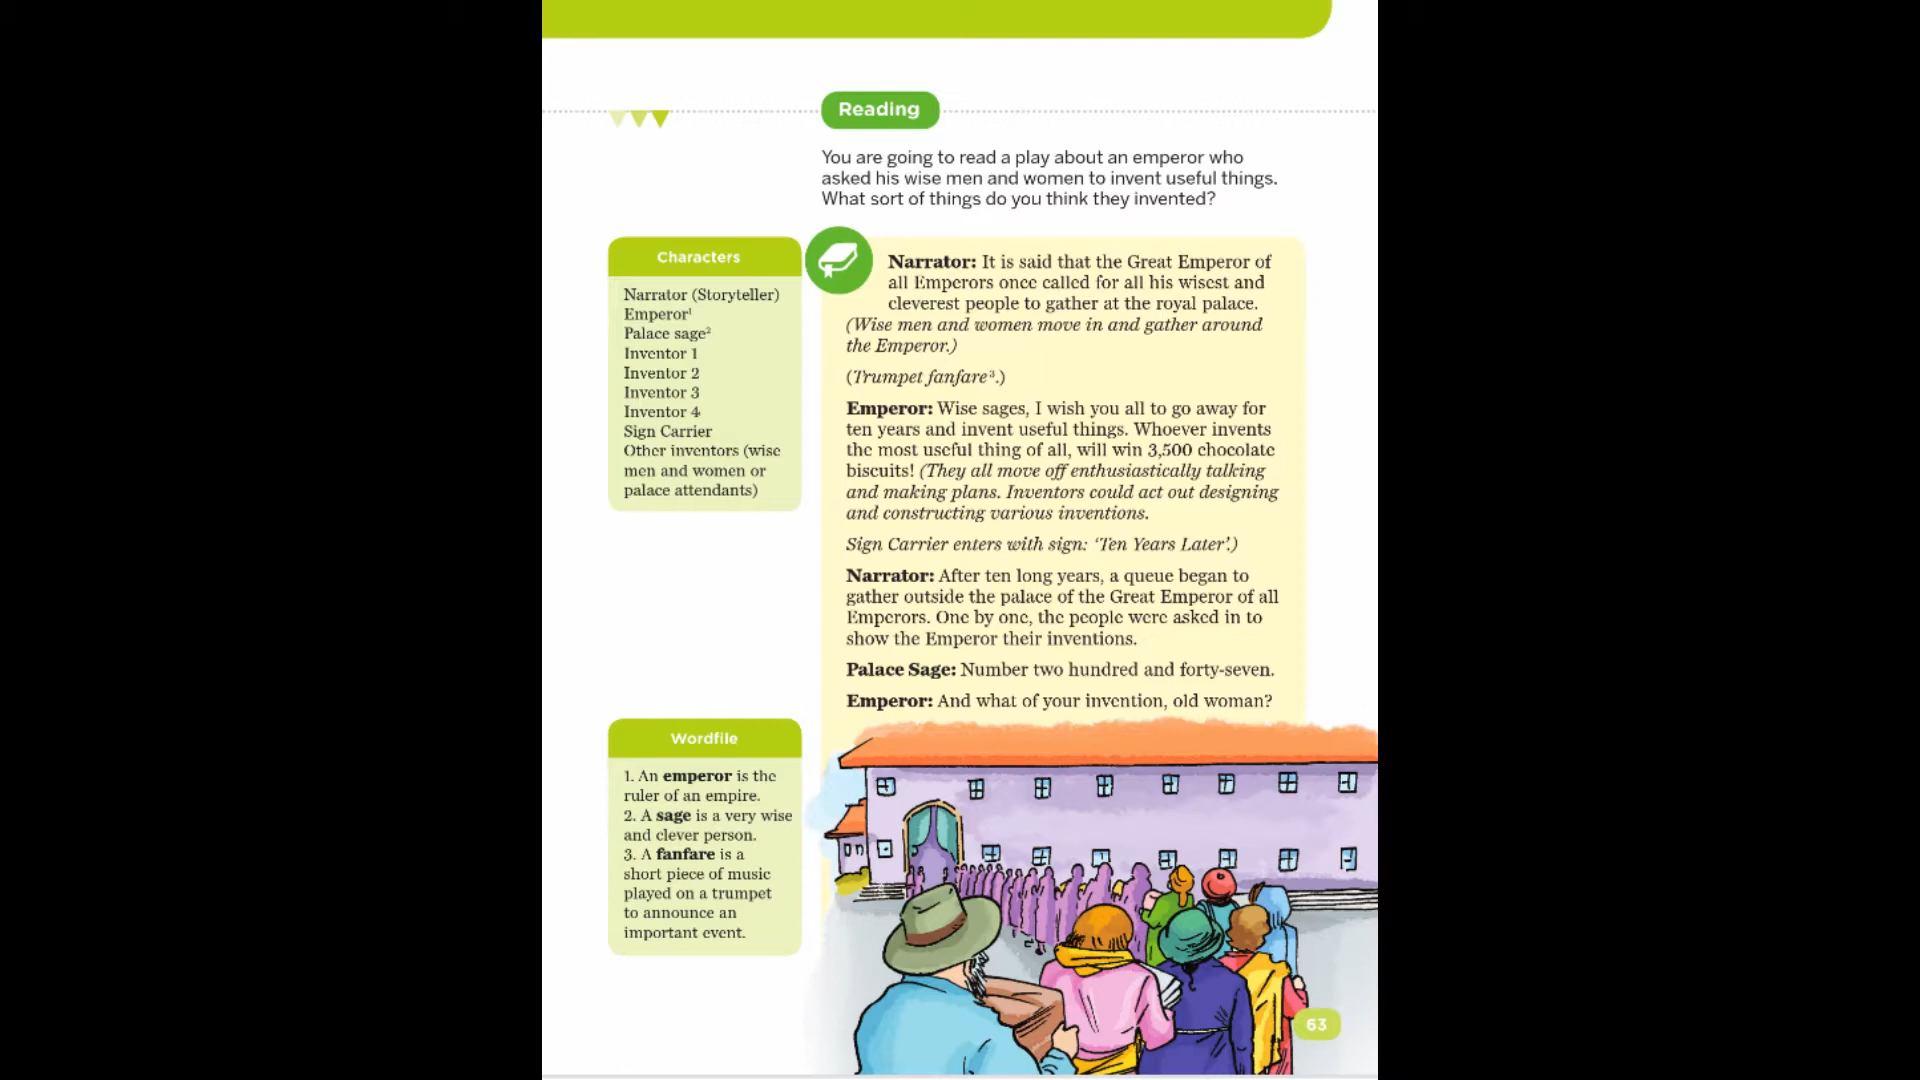 Reading
You are going to read a play about an emperor who
asked his wise men and women to invent useful things.
What sort of things do you think they invented?
Characters
Narrator (Storyteller)
Emperor¹
Palace sage²
Inventor 1
Inventor 2
Inventor 3
Inventor 4
Sign Carrier
Other inventors (wise
men and women or
palace attendants)
Narrator: It is said that the Great Emperor of
all Emperors once called for all his wisest and
cleverest people to gather at the royal palace.
(Wise men and women move in and gather around
the Emperor.)
(Trumpet fanfare³.)
Emperor: Wise sages, I wish you all to go away for
ten years and invent useful things. Whoever invents
the most useful thing of all, will win 3,500 chocolate
biscuits! (They all move off enthusiastically talking
and making plans. Inventors could act out designing
and constructing various inventions.
Sign Carrier enters with sign: ‘Ten Years Later’.)
Narrator: After ten long years, a queue began to
gather outside the palace of the Great Emperor of all
Emperors. One by one, the people were asked in to
show the Emperor their inventions.
Palace Sage: Number two hundred and forty-seven.
Emperor: And what of your invention, old woman?
Wordfile
1. An emperor is the
ruler of an empire.
2. A sage is a very wise
and clever person.
3. A fanfare is a
short piece of music
played on a trumpet
to announce an
important event.
63